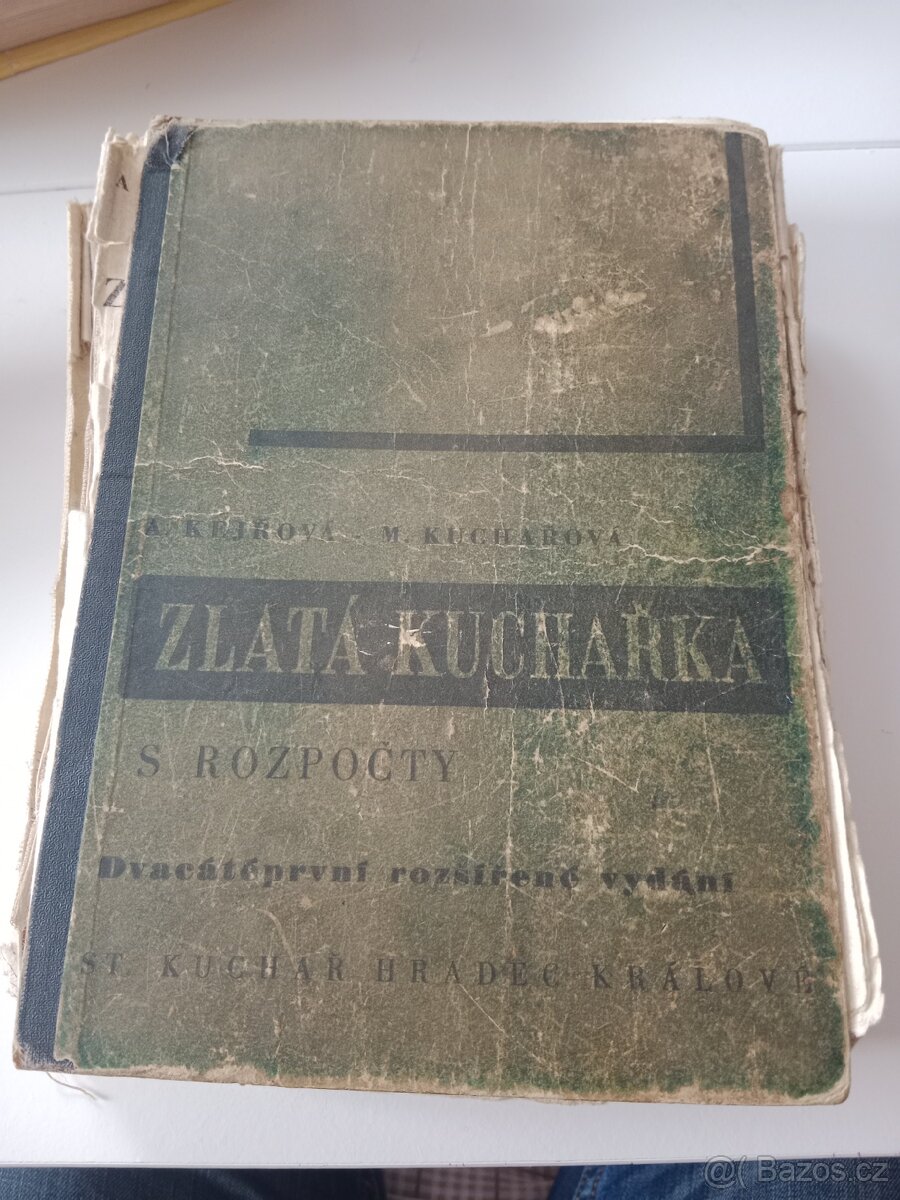 A
Z
A. KEJŘOVÁ - M. KUCHAŘOVÁ
ZLATÁ KUCHAŘKA
S ROZPOČTY
Dvacátéprvní rozšířené vydání
ST. KUCHAŘ HRADEC KRÁLOVÉ
@( Bazos.cz